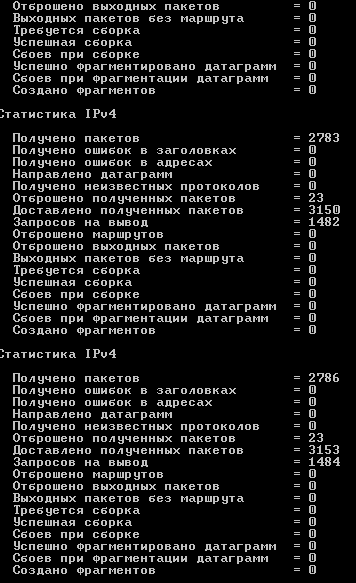 Отброшено выходных пакетов = 0
Выходных пакетов без маршрута = 0
Требуется сборка = 0
Успешная сборка = 0
Сбоев при сборке = 0
Успешно фрагментировано датаграмм = 0
Сбоев при фрагментации датаграмм = 0
Создано фрагментов = 0
Статистика IPv4
Получено пакетов = 2783
Получено ошибок в заголовках = 0
Получено ошибок в адресах = 0
Направлено датаграмм = 0
Получено неизвестных протоколов = 0
Отброшено полученных пакетов = 23
Доставлено полученных пакетов = 3150
Запросов на вывод = 1482
Отброшено маршрутов = 0
Отброшено выходных пакетов = 0
Выходных пакетов без маршрута = 0
Требуется сборка = 0
Успешная сборка = 0
Сбоев при сборке = 0
Успешно фрагментировано датаграмм = 0
Сбоев при фрагментации датаграмм = 0
Создано фрагментов = 0
Статистика IPv4
Получено пакетов = 2786
Получено ошибок в заголовках = 0
Получено ошибок в адресах = 0
Направлено датаграмм = 0
Получено неизвестных протоколов = 0
Отброшено полученных пакетов = 23
Доставлено полученных пакетов = 3153
Запросов на вывод = 1484
Отброшено маршрутов = 0
Отброшено выходных пакетов = 0
Выходных пакетов без маршрута = 0
Требуется сборка = 0
Успешная сборка = 0
Сбоев при сборке = 0
Успешно фрагментировано датаграмм = 0
Сбоев при фрагментации датаграмм = 0
Создано фрагментов = 0